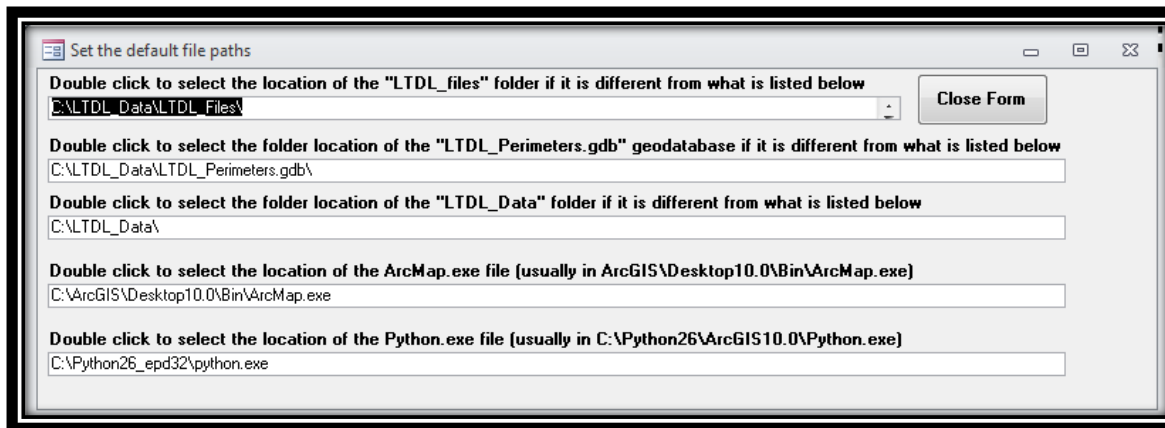 Set the default file paths
Double click to select the location of the "LTDL_files" folder if it is different from what is listed below
C:\LTDL_Data\LTDL_Files\
Close Form
Double click to select the folder location of the "LTDL_Perimeters.gdb" geodatabase if it is different from what is listed below
C:\LTDL_Data\LTDL_Perimeters.gdb\
Double click to select the folder location of the "LTDL_Data" folder if it is different from what is listed below
C:\LTDL_Data\
Double click to select the location of the ArcMap.exe file (usually in ArcGIS\Desktop10.0\Bin\ArcMap.exe)
C:\ArcGIS\Desktop10.0\Bin\ArcMap.exe
Double click to select the location of the Python.exe file (usually in C:\Python26\ArcGIS10.0\Python.exe)
C:\Python26_epd32\python.exe